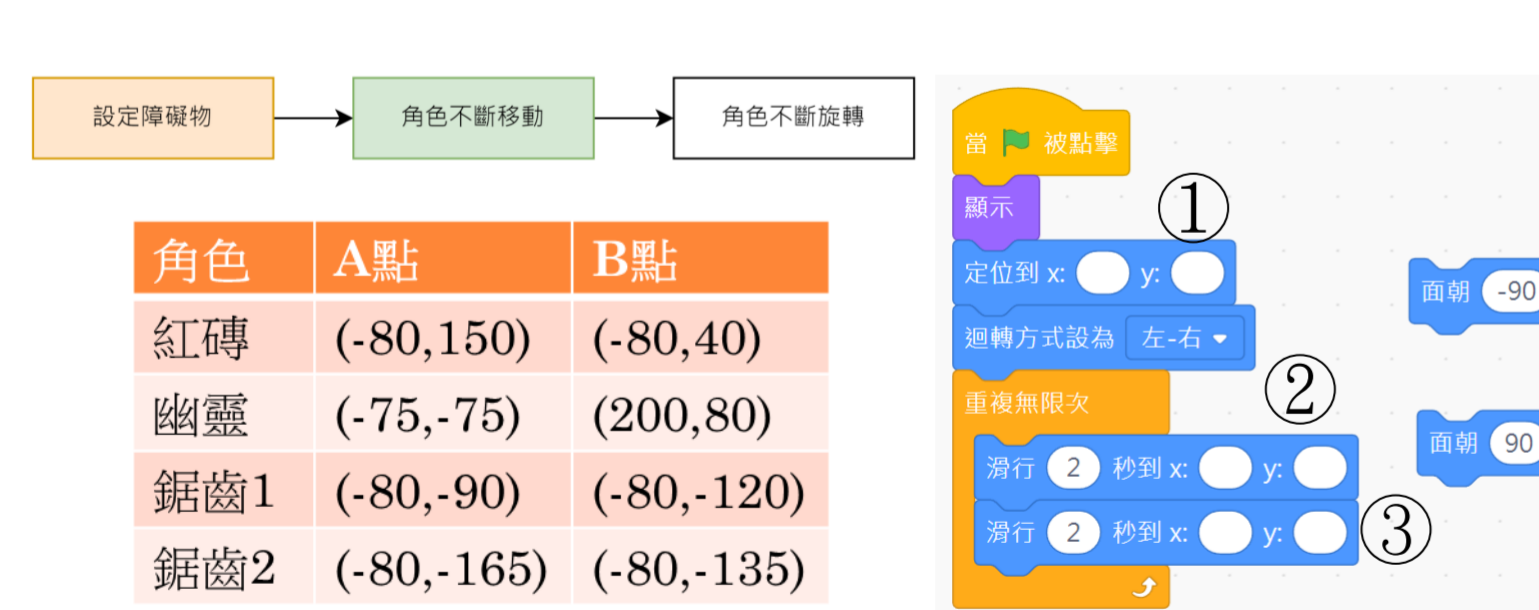 設定障礙物
角色不斷移動
角色不斷旋轉
角色 A點 B點
紅磚 (-80,150) (-80,40)
幽靈 (-75,-75) (200,80)
鋸齒1 (-80,-90) (-80,-120)
鋸齒2 (-80,-165) (-80,-135)
當 被點擊
顯示
①
定位到 x: y:
迴轉方式設為 左-右
②
重複無限次
滑行 2 秒到 x: y:
滑行 2 秒到 x: y:
③
面朝 -90
面朝 90